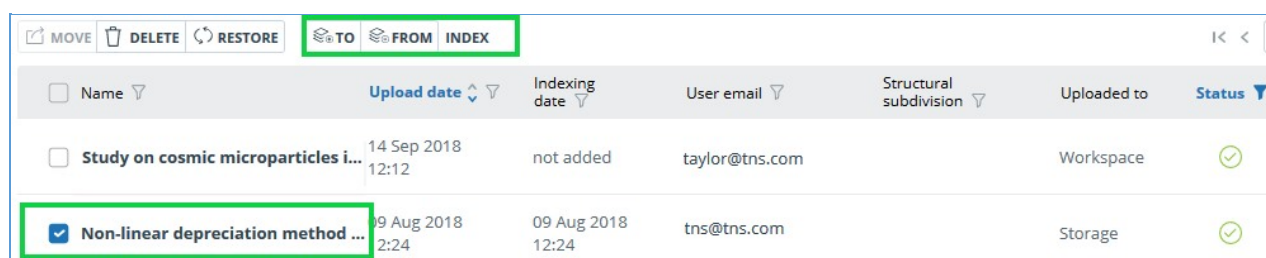 MOVE DELETE RESTORE TO FROM INDEX
Name Upload date Indexing date User email Structural subdivision Uploaded to Status
Study on cosmic microparticles i... 14 Sep 2018 12:12 not added taylor@tns.com Workspace
Non-linear depreciation method ... 09 Aug 2018 2:24 09 Aug 2018 12:24 tns@tns.com Storage